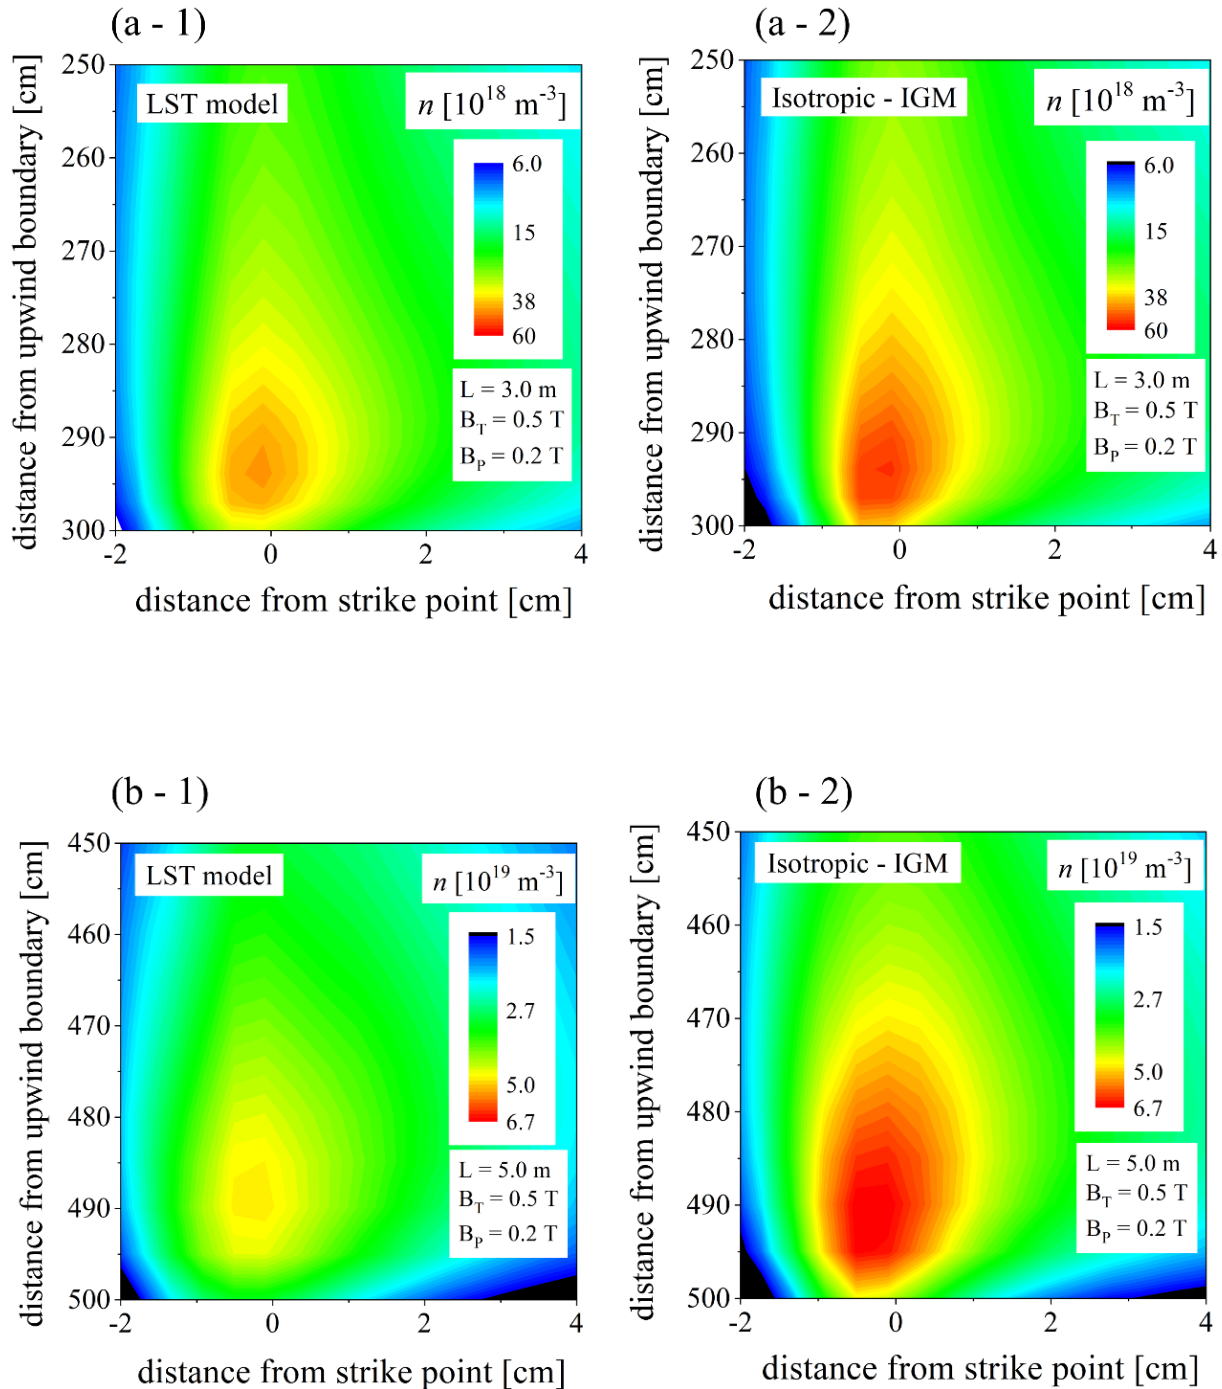 (a - 1)
distance from upwind boundary [cm]
250
260
270
280
290
300
LST model
n [10^18 m^-3]
6.0
15
38
60
L = 3.0 m
B_T = 0.5 T
B_P = 0.2 T
-2
0
2
4
distance from strike point [cm]
(a - 2)
distance from upwind boundary [cm]
250
260
270
280
290
300
Isotropic - IGM
n [10^18 m^-3]
6.0
15
38
60
L = 3.0 m
B_T = 0.5 T
B_P = 0.2 T
-2
0
2
4
distance from strike point [cm]
(b - 1)
distance from upwind boundary [cm]
450
460
470
480
490
500
LST model
n [10^19 m^-3]
1.5
2.7
5.0
6.7
L = 5.0 m
B_T = 0.5 T
B_P = 0.2 T
-2
0
2
4
distance from strike point [cm]
(b - 2)
distance from upwind boundary [cm]
450
460
470
480
490
500
Isotropic - IGM
n [10^19 m^-3]
1.5
2.7
5.0
6.7
L = 5.0 m
B_T = 0.5 T
B_P = 0.2 T
-2
0
2
4
distance from strike point [cm]